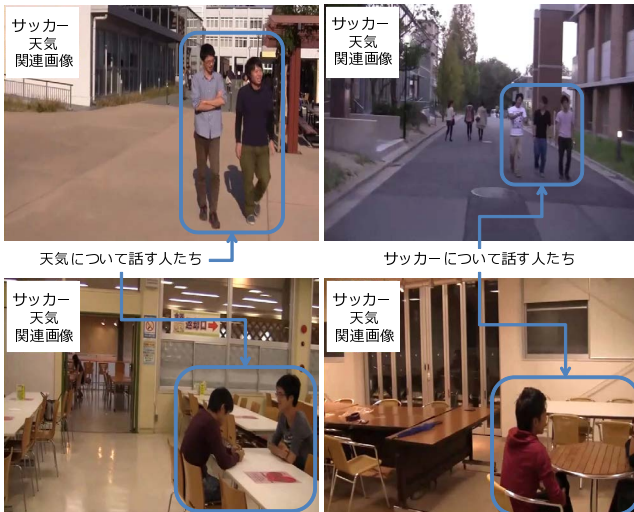 サッカー
天気
関連画像
サッカー
天気
関連画像
天気について話す人たち
サッカーについて話す人たち
サッカー
天気
関連画像
サッカー
天気
関連画像
返却口